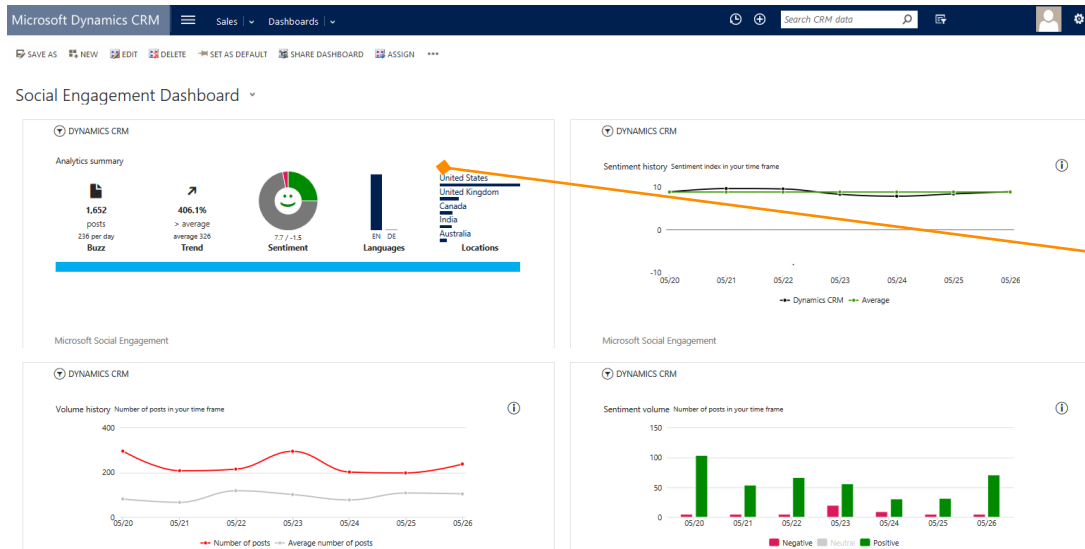 Microsoft Dynamics CRM Sales Dashboards Search CRM data
SAVE AS NEW EDIT DELETE SET AS DEFAULT SHARE DASHBOARD ASSIGN •••
Social Engagement Dashboard
DYNAMICS CRM
Analytics summary
1,652
posts
236 per day
Buzz
406.1%
> average
average 326
Trend
7.7 / -1.5
Sentiment
EN DE
Languages
United States
United Kingdom
Canada
India
Australia
Locations
Microsoft Social Engagement
DYNAMICS CRM
Sentiment history Sentiment index in your time frame
10
0
-10
05/20 05/21 05/22 05/23 05/24 05/25 05/26
Dynamics CRM Average
Microsoft Social Engagement
DYNAMICS CRM
Volume history Number of posts in your time frame
400
200
0
05/20 05/21 05/22 05/23 05/24 05/25 05/26
Number of posts Average number of posts
DYNAMICS CRM
Sentiment volume Number of posts in your time frame
150
100
50
0
05/20 05/21 05/22 05/23 05/24 05/25 05/26
Negative Neutral Positive